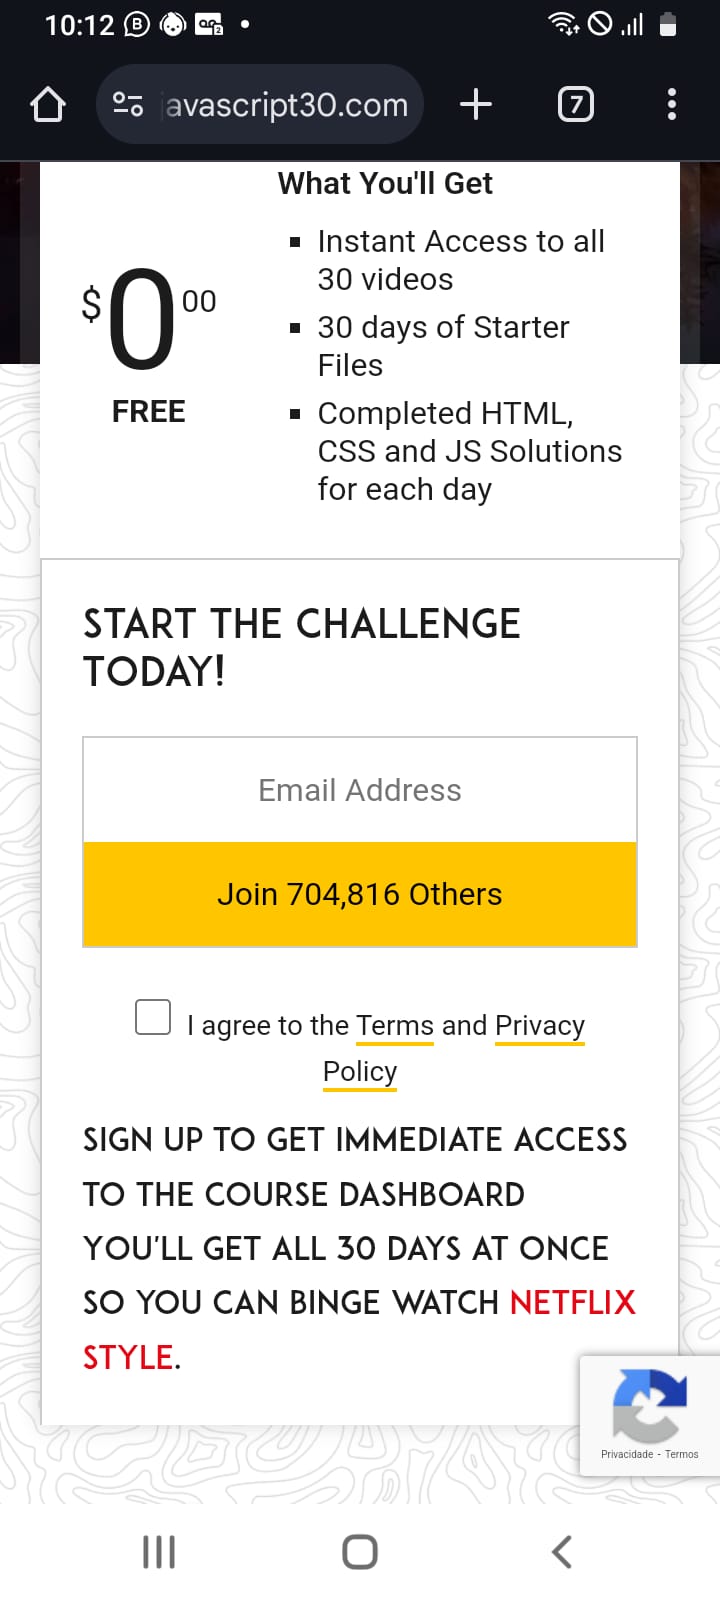 10:12
avascript30.com
7
What You'll Get
Instant Access to all
30 videos
$0 00
30 days of Starter
Files
FREE
Completed HTML,
CSS and JS Solutions
for each day
START THE CHALLENGE
TODAY!
Email Address
Join 704,816 Others
I agree to the Terms and Privacy
Policy
SIGN UP TO GET IMMEDIATE ACCESS
TO THE COURSE DASHBOARD
YOU'LL GET ALL 30 DAYS AT ONCE
SO YOU CAN BINGE WATCH NETFLIX
STYLE.
Privacidade - Termos